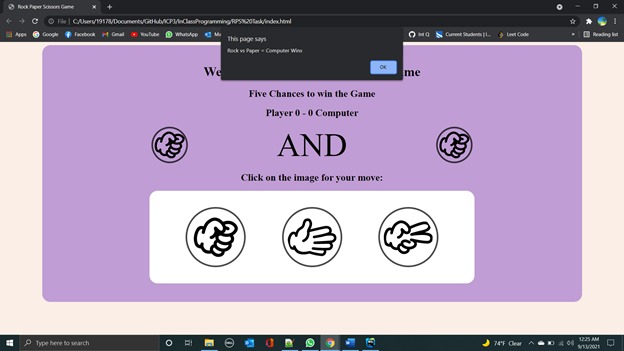 Rock Paper Scissors Game
File | C:/Users/19178/Documents/GitHub/ICP3/InClassProgramming/RPS%20Task/index.html
Apps Google Facebook Gmail YouTube WhatsApp Mu Int Q Current Students | i... Leet Code » Reading list
This page says
Rock vs Paper = Computer Wins
OK
We me
Five Chances to win the Game
Player 0 - 0 Computer
AND
Click on the image for your move:
Type here to search
74°F Clear
12:25 AM
9/13/2021